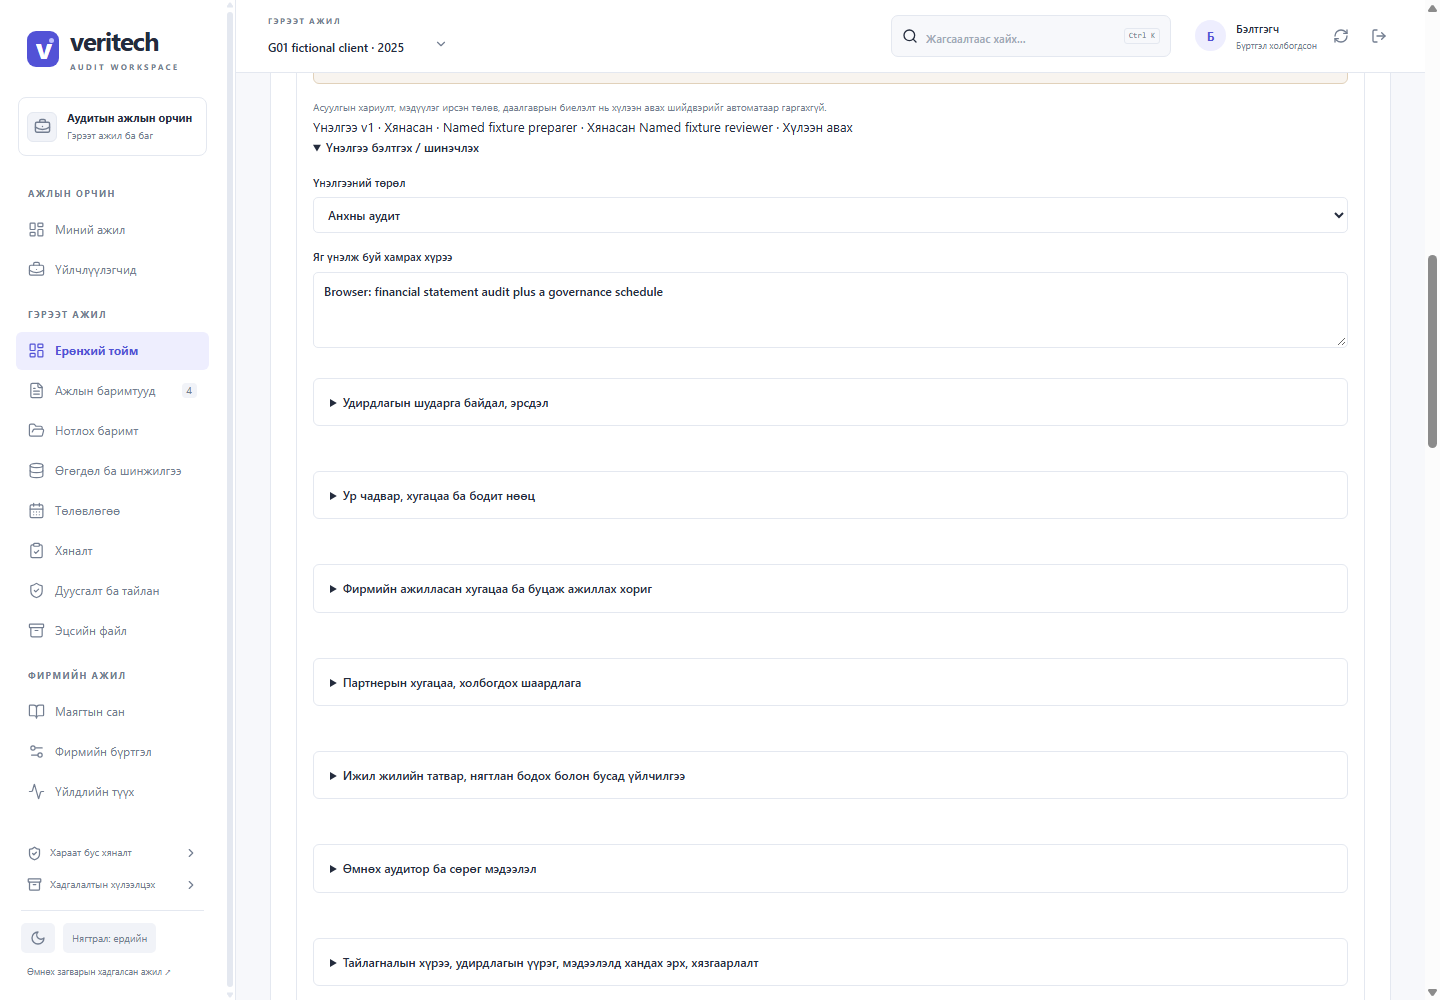 veritech
AUDIT WORKSPACE
Аудитын ажлын орчин
Гэрээт ажил ба баг
АЖЛЫН ОРЧИН
Миний ажил
Үйлчлүүлэгчид
ГЭРЭЭТ АЖИЛ
Ерөнхий тойм
Ажлын баримтууд 4
Нотлох баримт
Өгөгдөл ба шинжилгээ
Төлөвлөгөө
Хяналт
Дуусгалт ба тайлан
Эцсийн файл
ФИРМИЙН АЖИЛ
Маягтын сан
Фирмийн бүртгэл
Үйлдлийн түүх
Хараат бус хяналт
Хадгалалтын хүлээлцэх
Нягтрал: ердийн
Өмнөх загварын хадгалсан ажил ↗
ГЭРЭЭТ АЖИЛ
G01 fictional client · 2025
Жагсаалтаас хайх...
Ctrl K
Б
Бэлтгэгч
Бүртгэл холбогдсон
Асуулгын хариулт, мэдүүлэг ирсэн төлөв, даалгаврын биелэлт нь хүлээн авах шийдвэрийг автоматаар гаргахгүй.
Үнэлгээ v1 · Хянасан · Named fixture preparer · Хянасан Named fixture reviewer · Хүлээн авах
▼ Үнэлгээ бэлтгэх / шинэчлэх
Үнэлгээний төрөл
Анхны аудит
Яг үнэлж буй хамрах хүрээ
Browser: financial statement audit plus a governance schedule
▶ Удирдлагын шударга байдал, эрсдэл
▶ Ур чадвар, хугацаа ба бодит нөөц
▶ Фирмийн ажилласан хугацаа ба буцаж ажиллах хориг
▶ Партнерын хугацаа, холбогдох шаардлага
▶ Ижил жилийн татвар, нягтлан бодох болон бусад үйлчилгээ
▶ Өмнөх аудитор ба сөрөг мэдээлэл
▶ Тайлагналын хүрээ, удирдлагын үүрэг, мэдээлэлд хандах эрх, хязгаарлалт